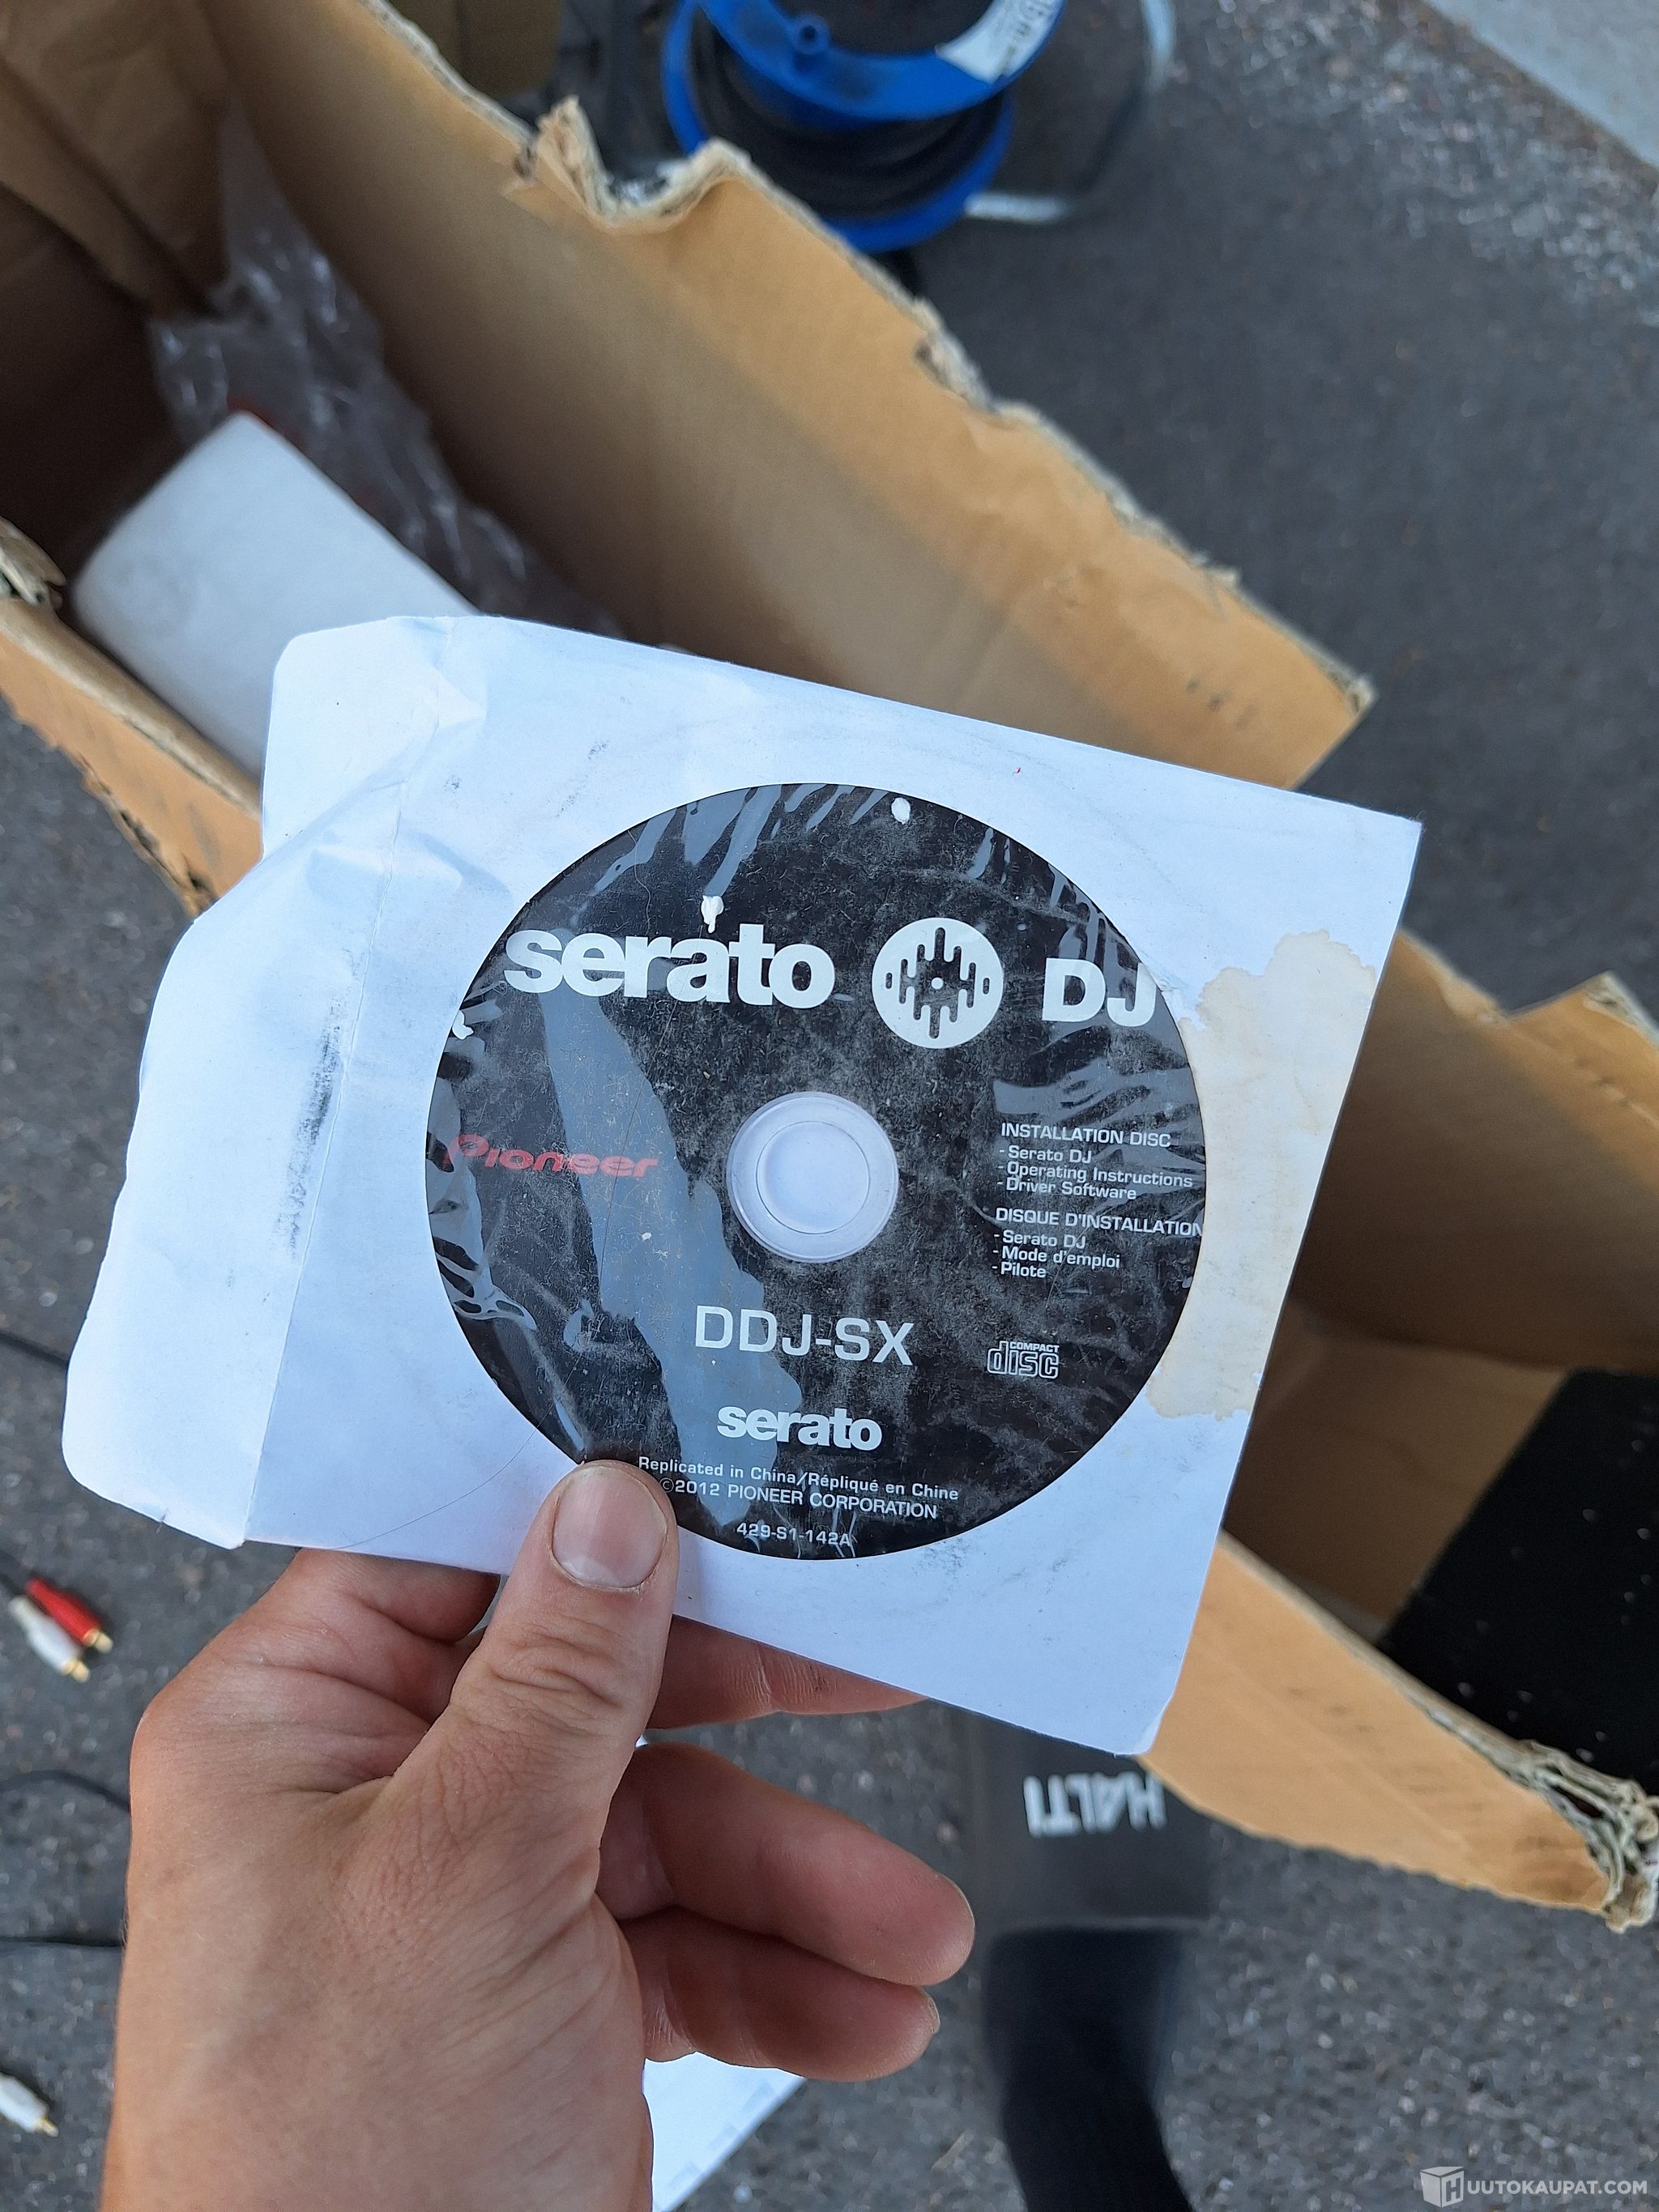 serato DJ
Pioneer
INSTALLATION DISC
- Serato DJ
- Operating Instructions
- Driver Software
DISQUE D'INSTALLATION
- Serato DJ
- Mode d'emploi
- Pilote
DDJ-SX
COMPACT
disc
serato
Replicated in China/Répliqué en Chine
©2012 PIONEER CORPORATION
429-S1-142A
HALTI
HUUTOKAUPAT.COM